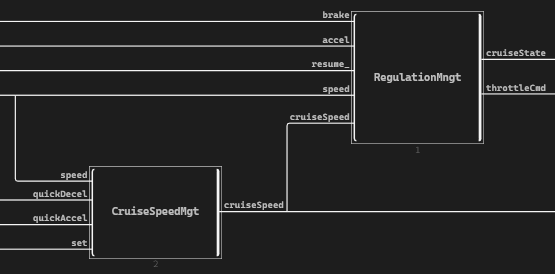 brake
accel
resume_
speed
cruiseSpeed
RegulationMngt
cruiseState
throttleCmd
1
speed
quickDecel
quickAccel
set
CruiseSpeedMgt
cruiseSpeed
2